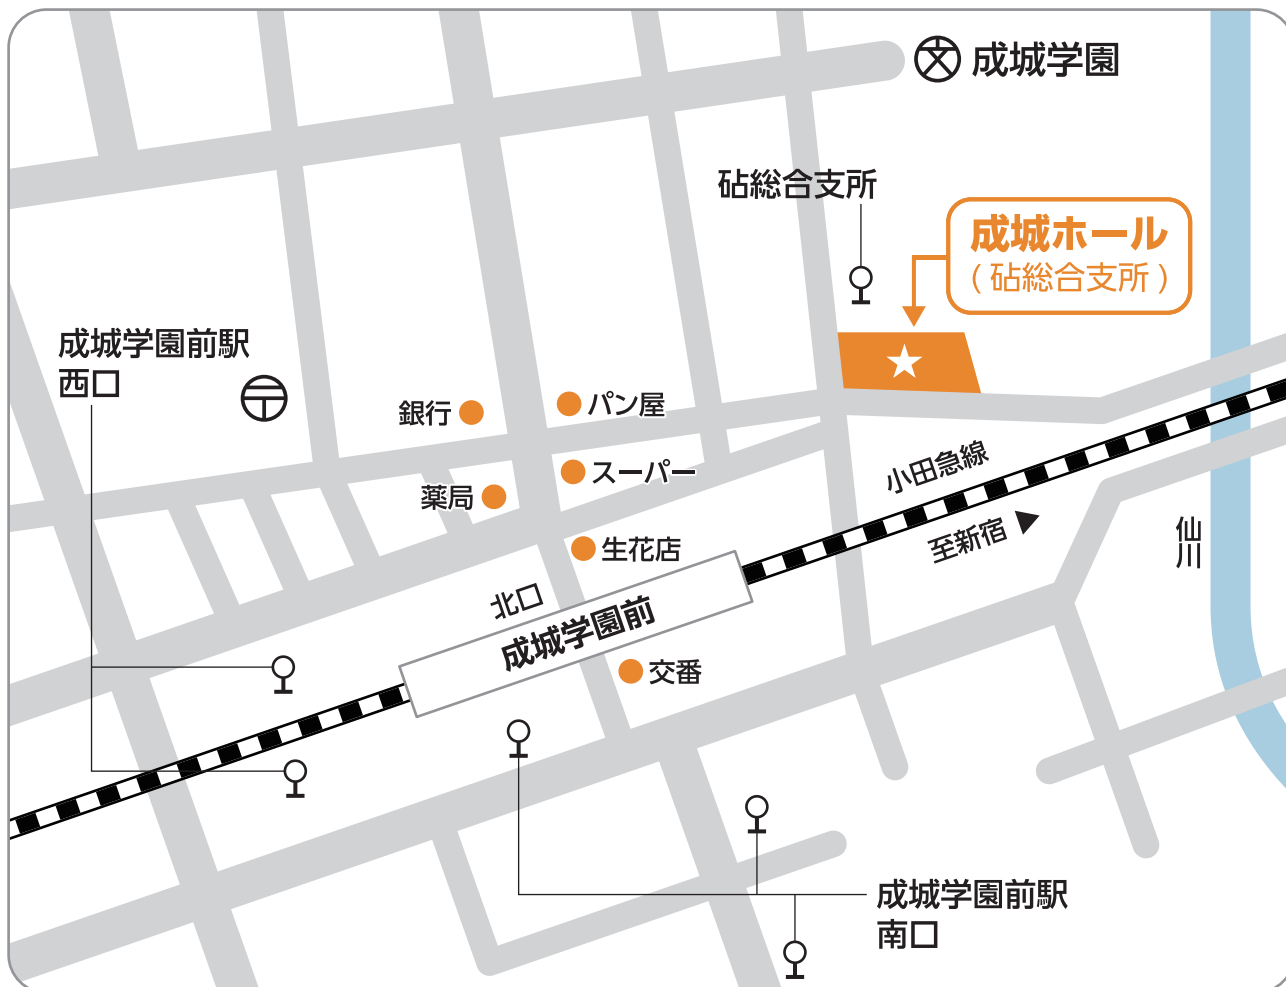 成城学園
砧総合支所
成城ホール
(砧総合支所)
成城学園前駅
西口
銀行
パン屋
スーパー
薬局
生花店
小田急線
至新宿
仙川
北口
成城学園前
交番
成城学園前駅
南口